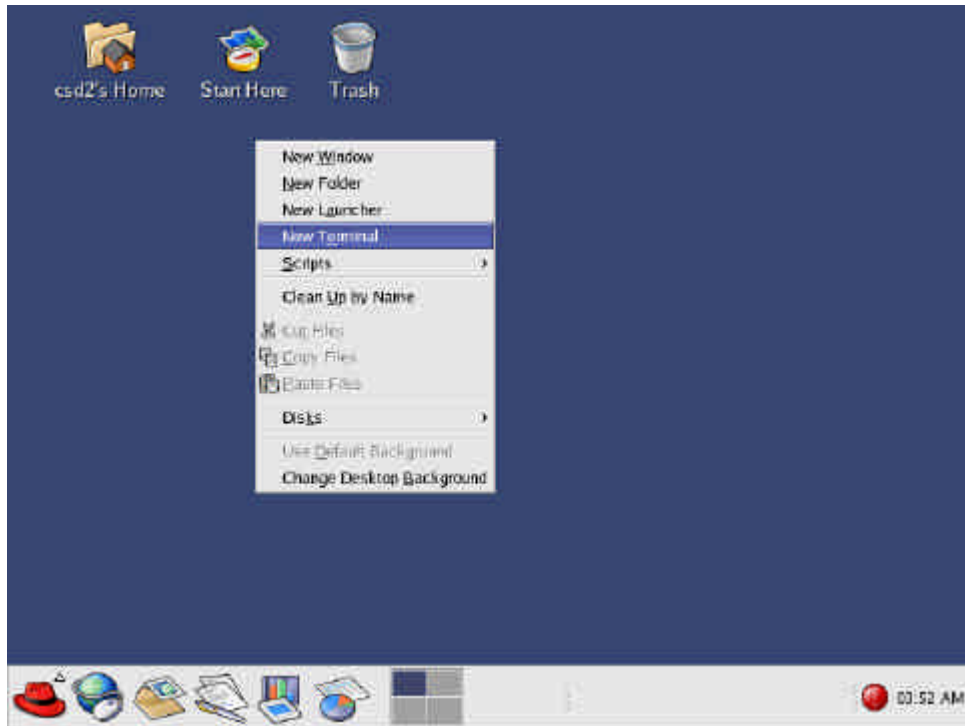 csd2's Home
Start Here
Trash
New Window
New Folder
New Launcher
New Terminal
Scripts
Clean Up by Name
Cut Files
Copy Files
Paste Files
Disks
Use Default Background
Change Desktop Background
03:52 AM